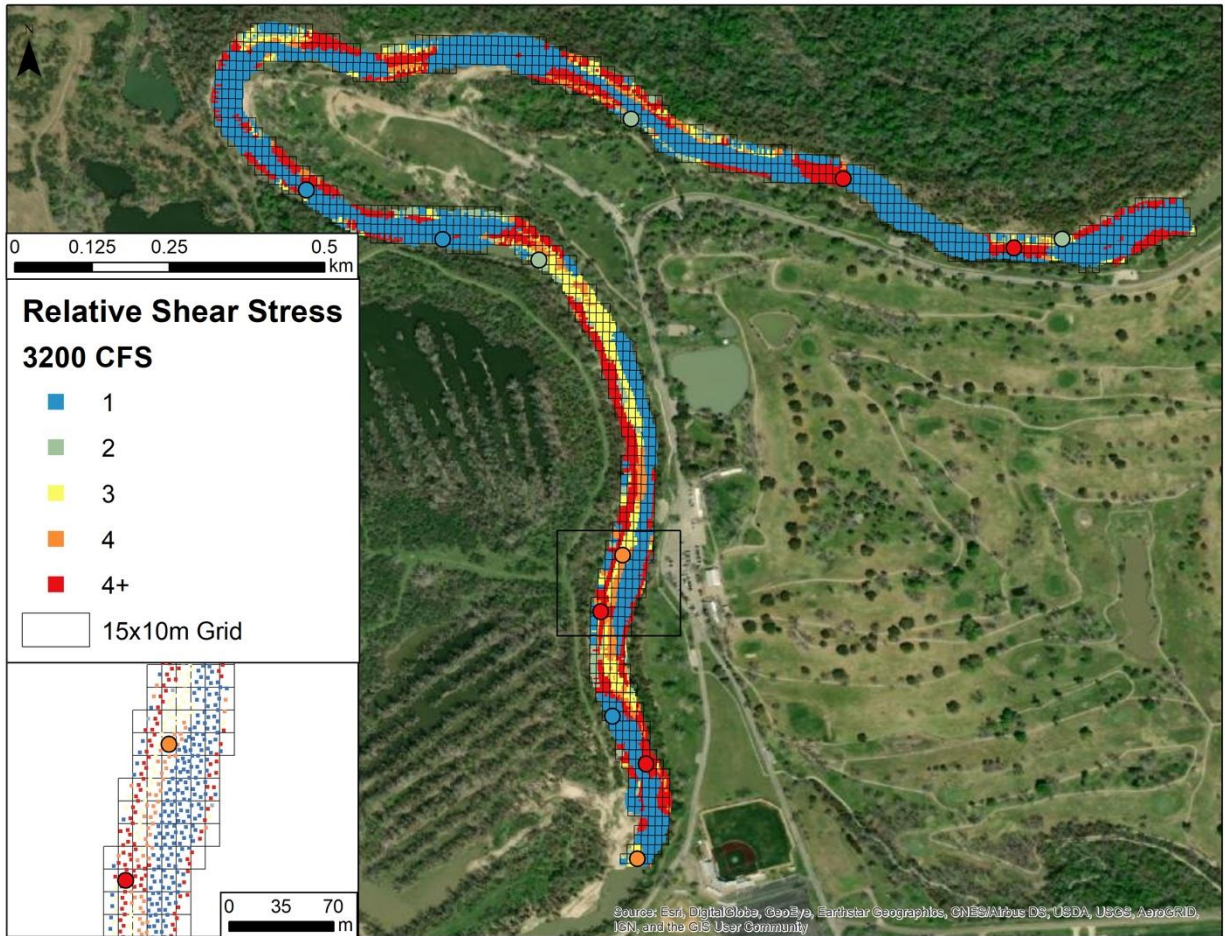 N
0 0.125 0.25 0.5
km
Relative Shear Stress
3200 CFS
1
2
3
4
4+
15x10m Grid
0 35 70
m
Source: Esri, DigitalGlobe, GeoEye, Earthstar Geographics, CNES/Airbus DS, USDA, USGS, AeroGRID,
IGN, and the GIS User Community